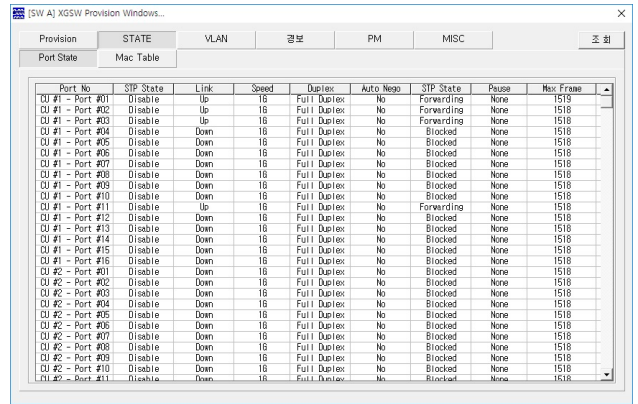 [SW A] XGSW Provision Windows...
Provision STATE VLAN 경보 PM MISC 조 회
Port State Mac Table
Port No STP State Link Speed Duplex Auto Nego STP State Pause Max Frame
CU #1 - Port #01 Disable Up 1G Full Duplex No Forwarding None 1519
CU #1 - Port #02 Disable Up 1G Full Duplex No Forwarding None 1518
CU #1 - Port #03 Disable Up 1G Full Duplex No Forwarding None 1518
CU #1 - Port #04 Disable Down 1G Full Duplex No Blocked None 1518
CU #1 - Port #05 Disable Down 1G Full Duplex No Blocked None 1518
CU #1 - Port #06 Disable Down 1G Full Duplex No Blocked None 1518
CU #1 - Port #07 Disable Down 1G Full Duplex No Blocked None 1518
CU #1 - Port #08 Disable Down 1G Full Duplex No Blocked None 1518
CU #1 - Port #09 Disable Down 1G Full Duplex No Blocked None 1518
CU #1 - Port #10 Disable Down 1G Full Duplex No Blocked None 1518
CU #1 - Port #11 Disable Up 1G Full Duplex No Forwarding None 1518
CU #1 - Port #12 Disable Down 1G Full Duplex No Blocked None 1518
CU #1 - Port #13 Disable Down 1G Full Duplex No Blocked None 1518
CU #1 - Port #14 Disable Down 1G Full Duplex No Blocked None 1518
CU #1 - Port #15 Disable Down 1G Full Duplex No Blocked None 1518
CU #1 - Port #16 Disable Down 1G Full Duplex No Blocked None 1518
CU #2 - Port #01 Disable Down 1G Full Duplex No Blocked None 1518
CU #2 - Port #02 Disable Down 1G Full Duplex No Blocked None 1518
CU #2 - Port #03 Disable Down 1G Full Duplex No Blocked None 1518
CU #2 - Port #04 Disable Down 1G Full Duplex No Blocked None 1518
CU #2 - Port #05 Disable Down 1G Full Duplex No Blocked None 1518
CU #2 - Port #06 Disable Down 1G Full Duplex No Blocked None 1518
CU #2 - Port #07 Disable Down 1G Full Duplex No Blocked None 1518
CU #2 - Port #08 Disable Down 1G Full Duplex No Blocked None 1518
CU #2 - Port #09 Disable Down 1G Full Duplex No Blocked None 1518
CU #2 - Port #10 Disable Down 1G Full Duplex No Blocked None 1518
CU #2 - Port #11 Disable Down 1G Full Duplex No Blocked None 1518